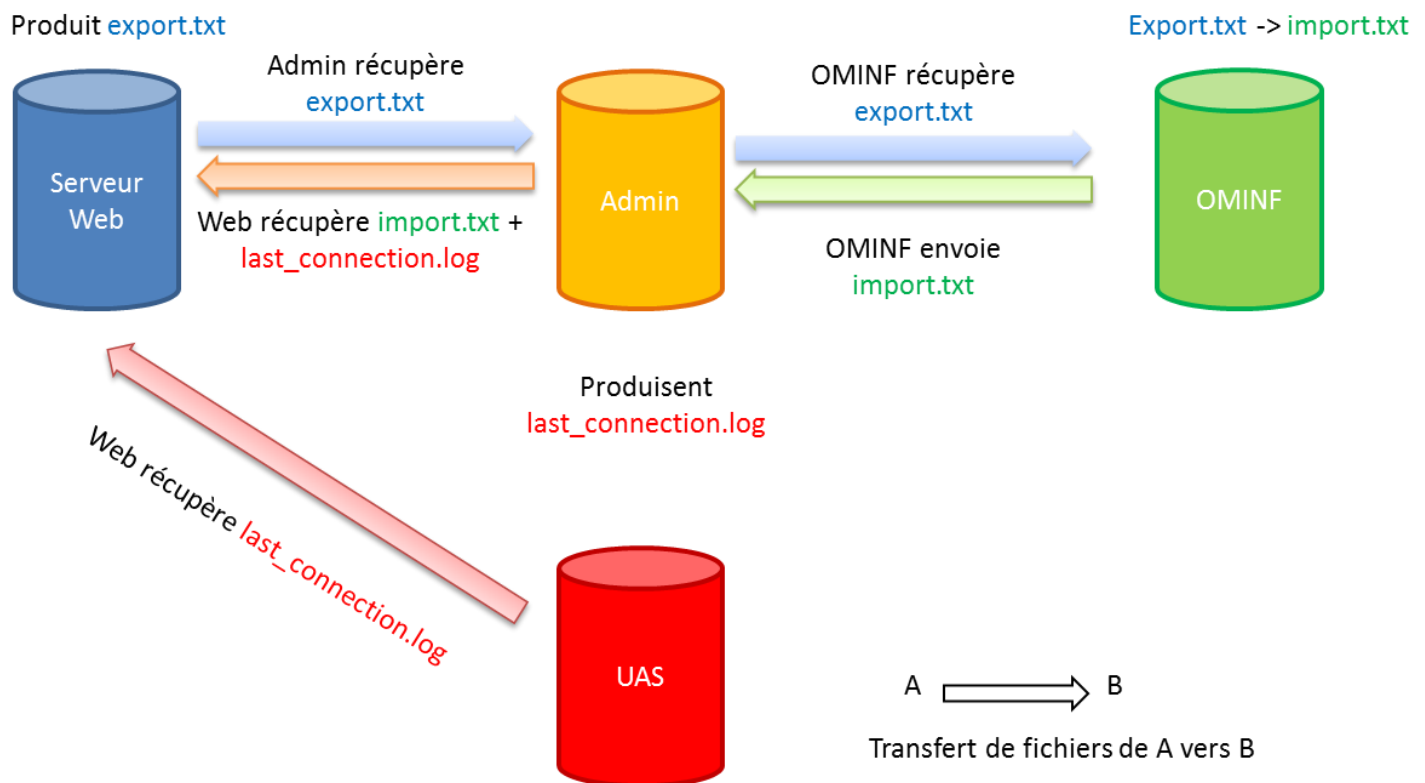 Produit export.txt
Export.txt -> import.txt
Admin récupère
export.txt
OMINF récupère
export.txt
Serveur
Web
Admin
OMINF
Web récupère import.txt +
last_connection.log
OMINF envoie
import.txt
Produisent
last_connection.log
Web récupère last_connection.log
UAS
A
B
Transfert de fichiers de A vers B